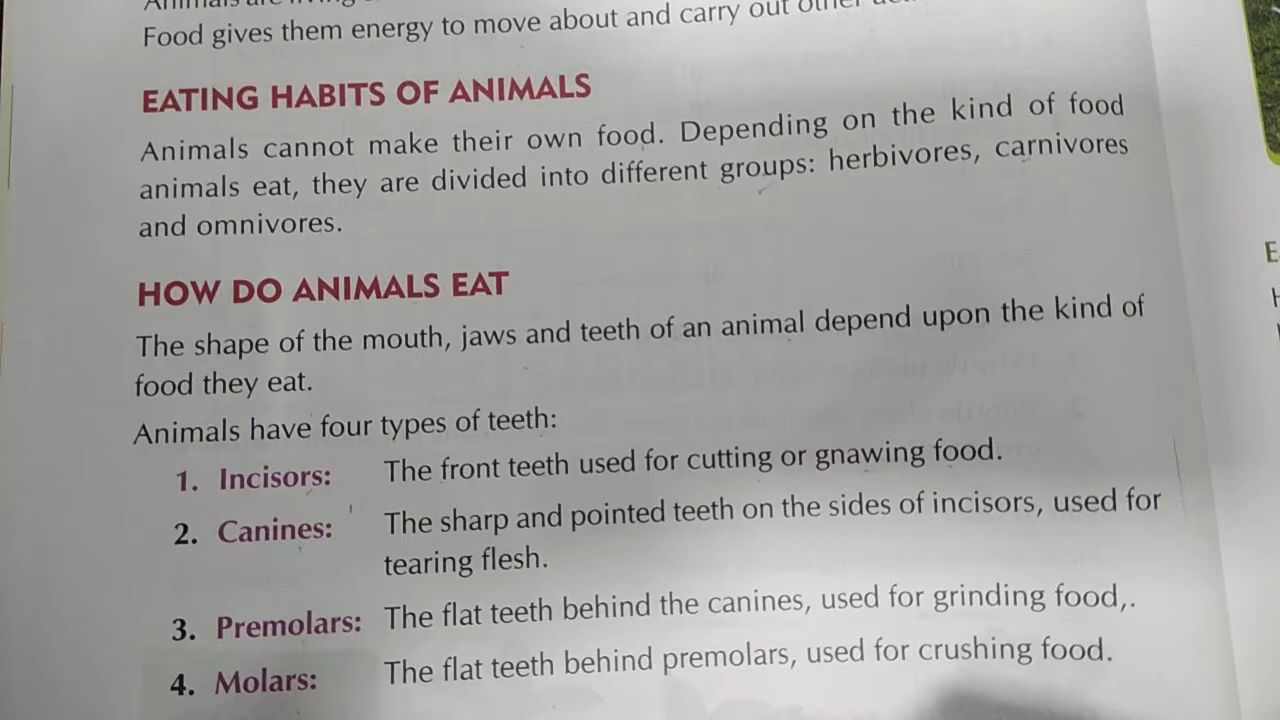 Animals are living
Food gives them energy to move about and carry out other
EATING HABITS OF ANIMALS
Animals cannot make their own food. Depending on the kind of food
animals eat, they are divided into different groups: herbivores, carnivores
and omnivores.
HOW DO ANIMALS EAT
The shape of the mouth, jaws and teeth of an animal depend upon the kind of
food they eat.
Animals have four types of teeth:
1. Incisors: The front teeth used for cutting or gnawing food.
2. Canines: The sharp and pointed teeth on the sides of incisors, used for
tearing flesh.
3. Premolars: The flat teeth behind the canines, used for grinding food,.
4. Molars: The flat teeth behind premolars, used for crushing food.
E